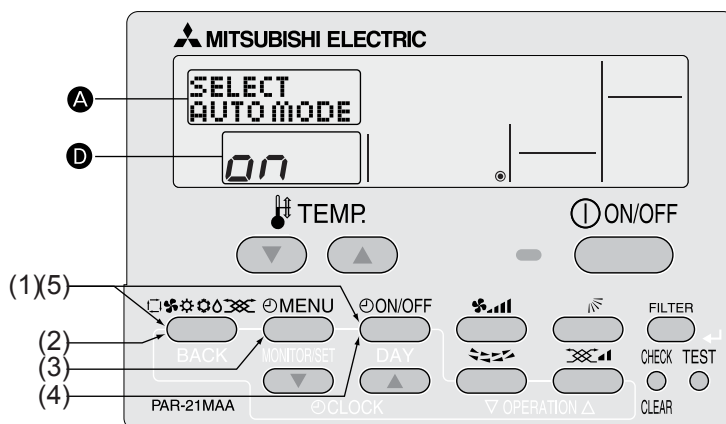 MITSUBISHI ELECTRIC
A
SELECT
AUTO MODE
D
on
TEMP.
ON/OFF
(1)(5)
MENU
ON/OFF
FILTER
(2)
BACK
MONITOR/SET
DAY
CHECK
TEST
(3)
(4)
PAR-21MAA
CLOCK
▽ OPERATION △
CLEAR